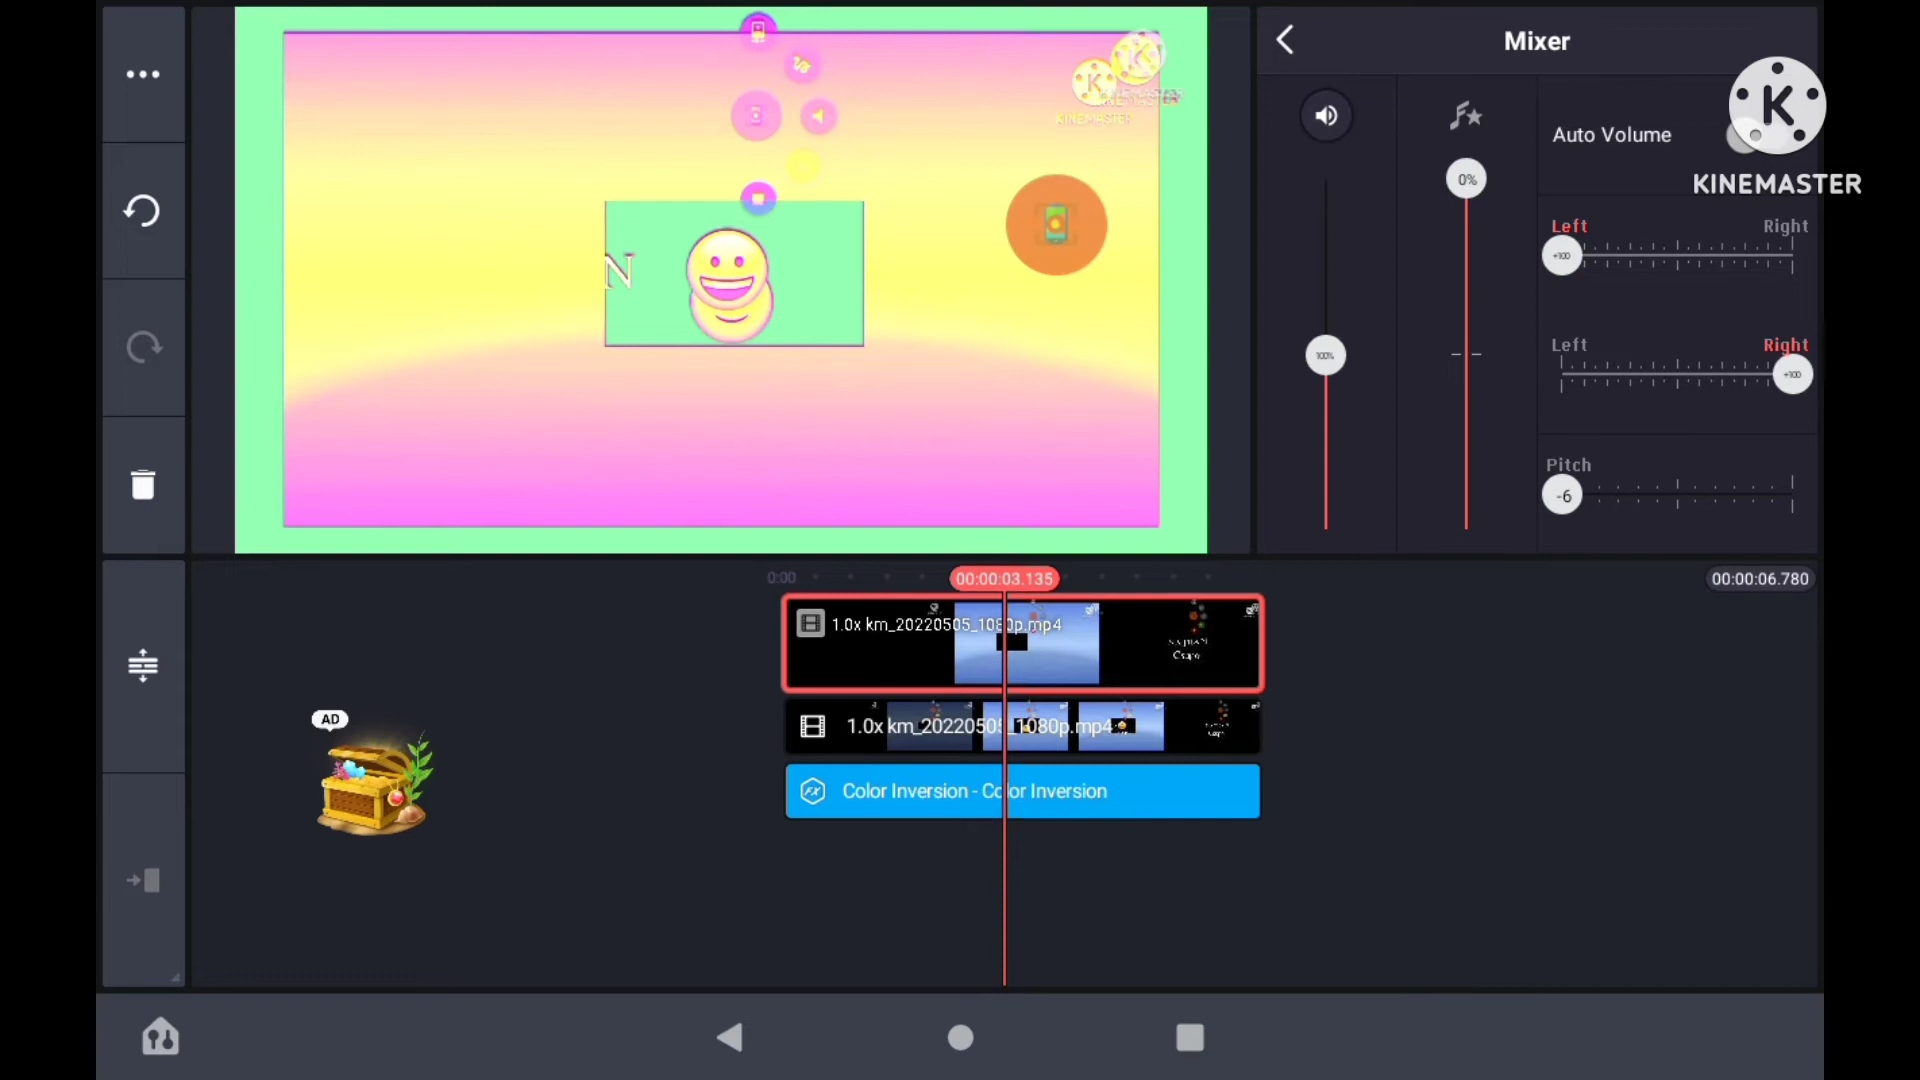 Mixer
KINEMASTER
KINEMASTER
Auto Volume
KINEMASTER
0%
Left Right
+100
N
Left Right
100%
+100
Pitch
-6
0:00
00:00:03.135
00:00:06.780
1.0x km_20220505_1080p.mp4
AD
1.0x km_20220505_1080p.mp4
Color Inversion - Color Inversion